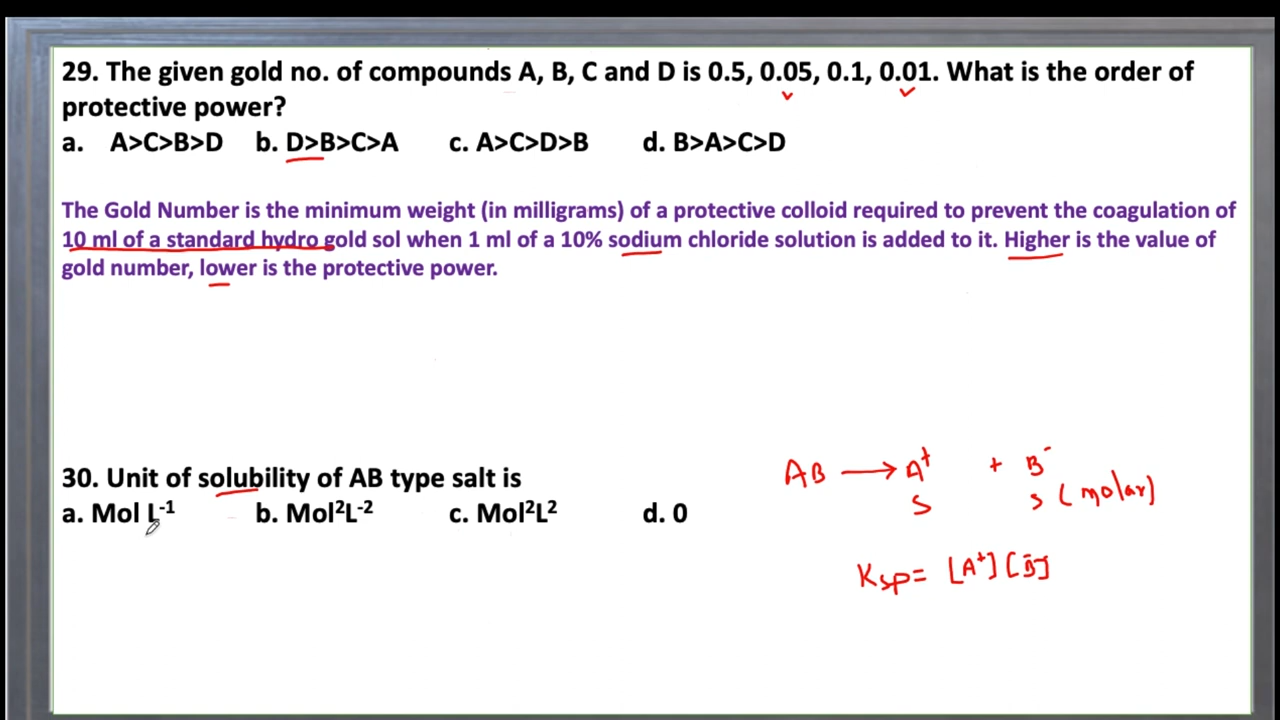 29. The given gold no. of compounds A, B, C and D is 0.5, 0.05, 0.1, 0.01. What is the order of
protective power?
a. A>C>B>D b. D>B>C>A c. A>C>D>B d. B>A>C>D
The Gold Number is the minimum weight (in milligrams) of a protective colloid required to prevent the coagulation of
10 ml of a standard hydro gold sol when 1 ml of a 10% sodium chloride solution is added to it. Higher is the value of
gold number, lower is the protective power.
30. Unit of solubility of AB type salt is
a. Mol L⁻¹ b. Mol²L⁻² c. Mol²L² d. 0
AB ⟶ A⁺ + B⁻
S S (molar)
Ksp = [A⁺] [B⁻]